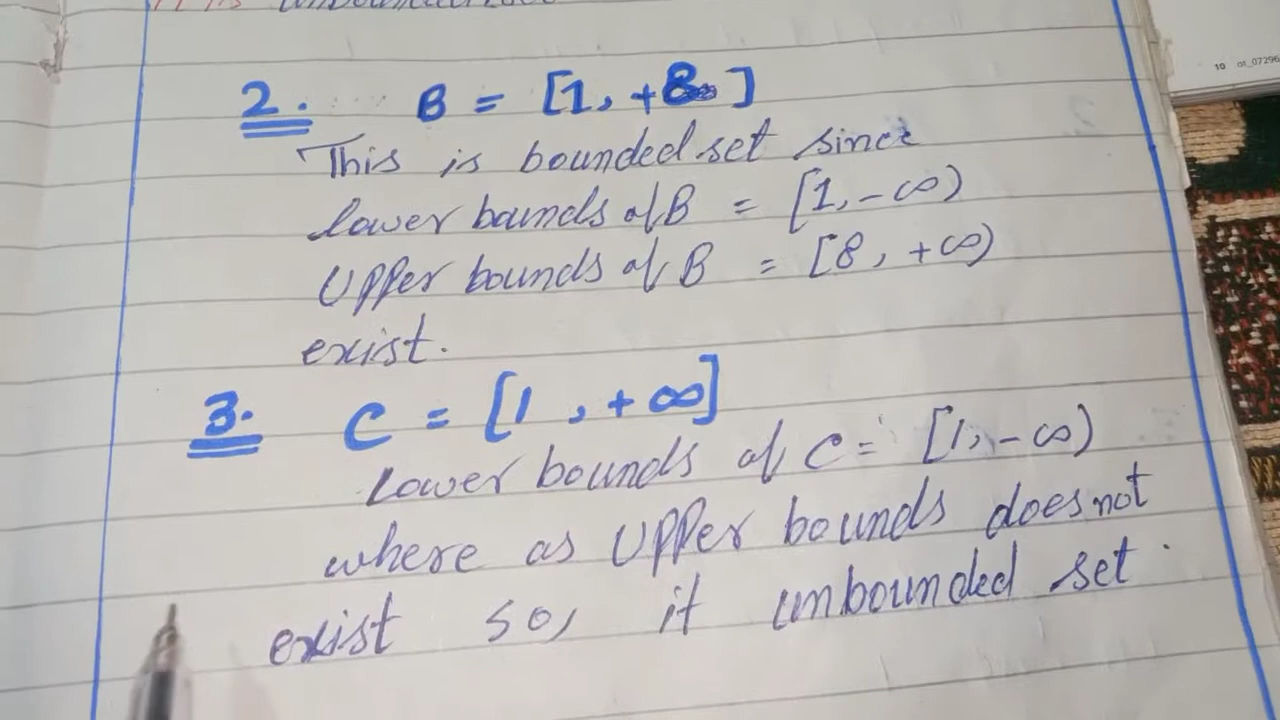 2. B = [1, +8]
This is bounded set since
lower bounds of B = [1, -∞)
Upper bounds of B = [8, +∞)
exist.
3. C = [1, +∞]
Lower bounds of C = [1, -∞)
where as Upper bounds does not
exist so, it unbounded set.
10